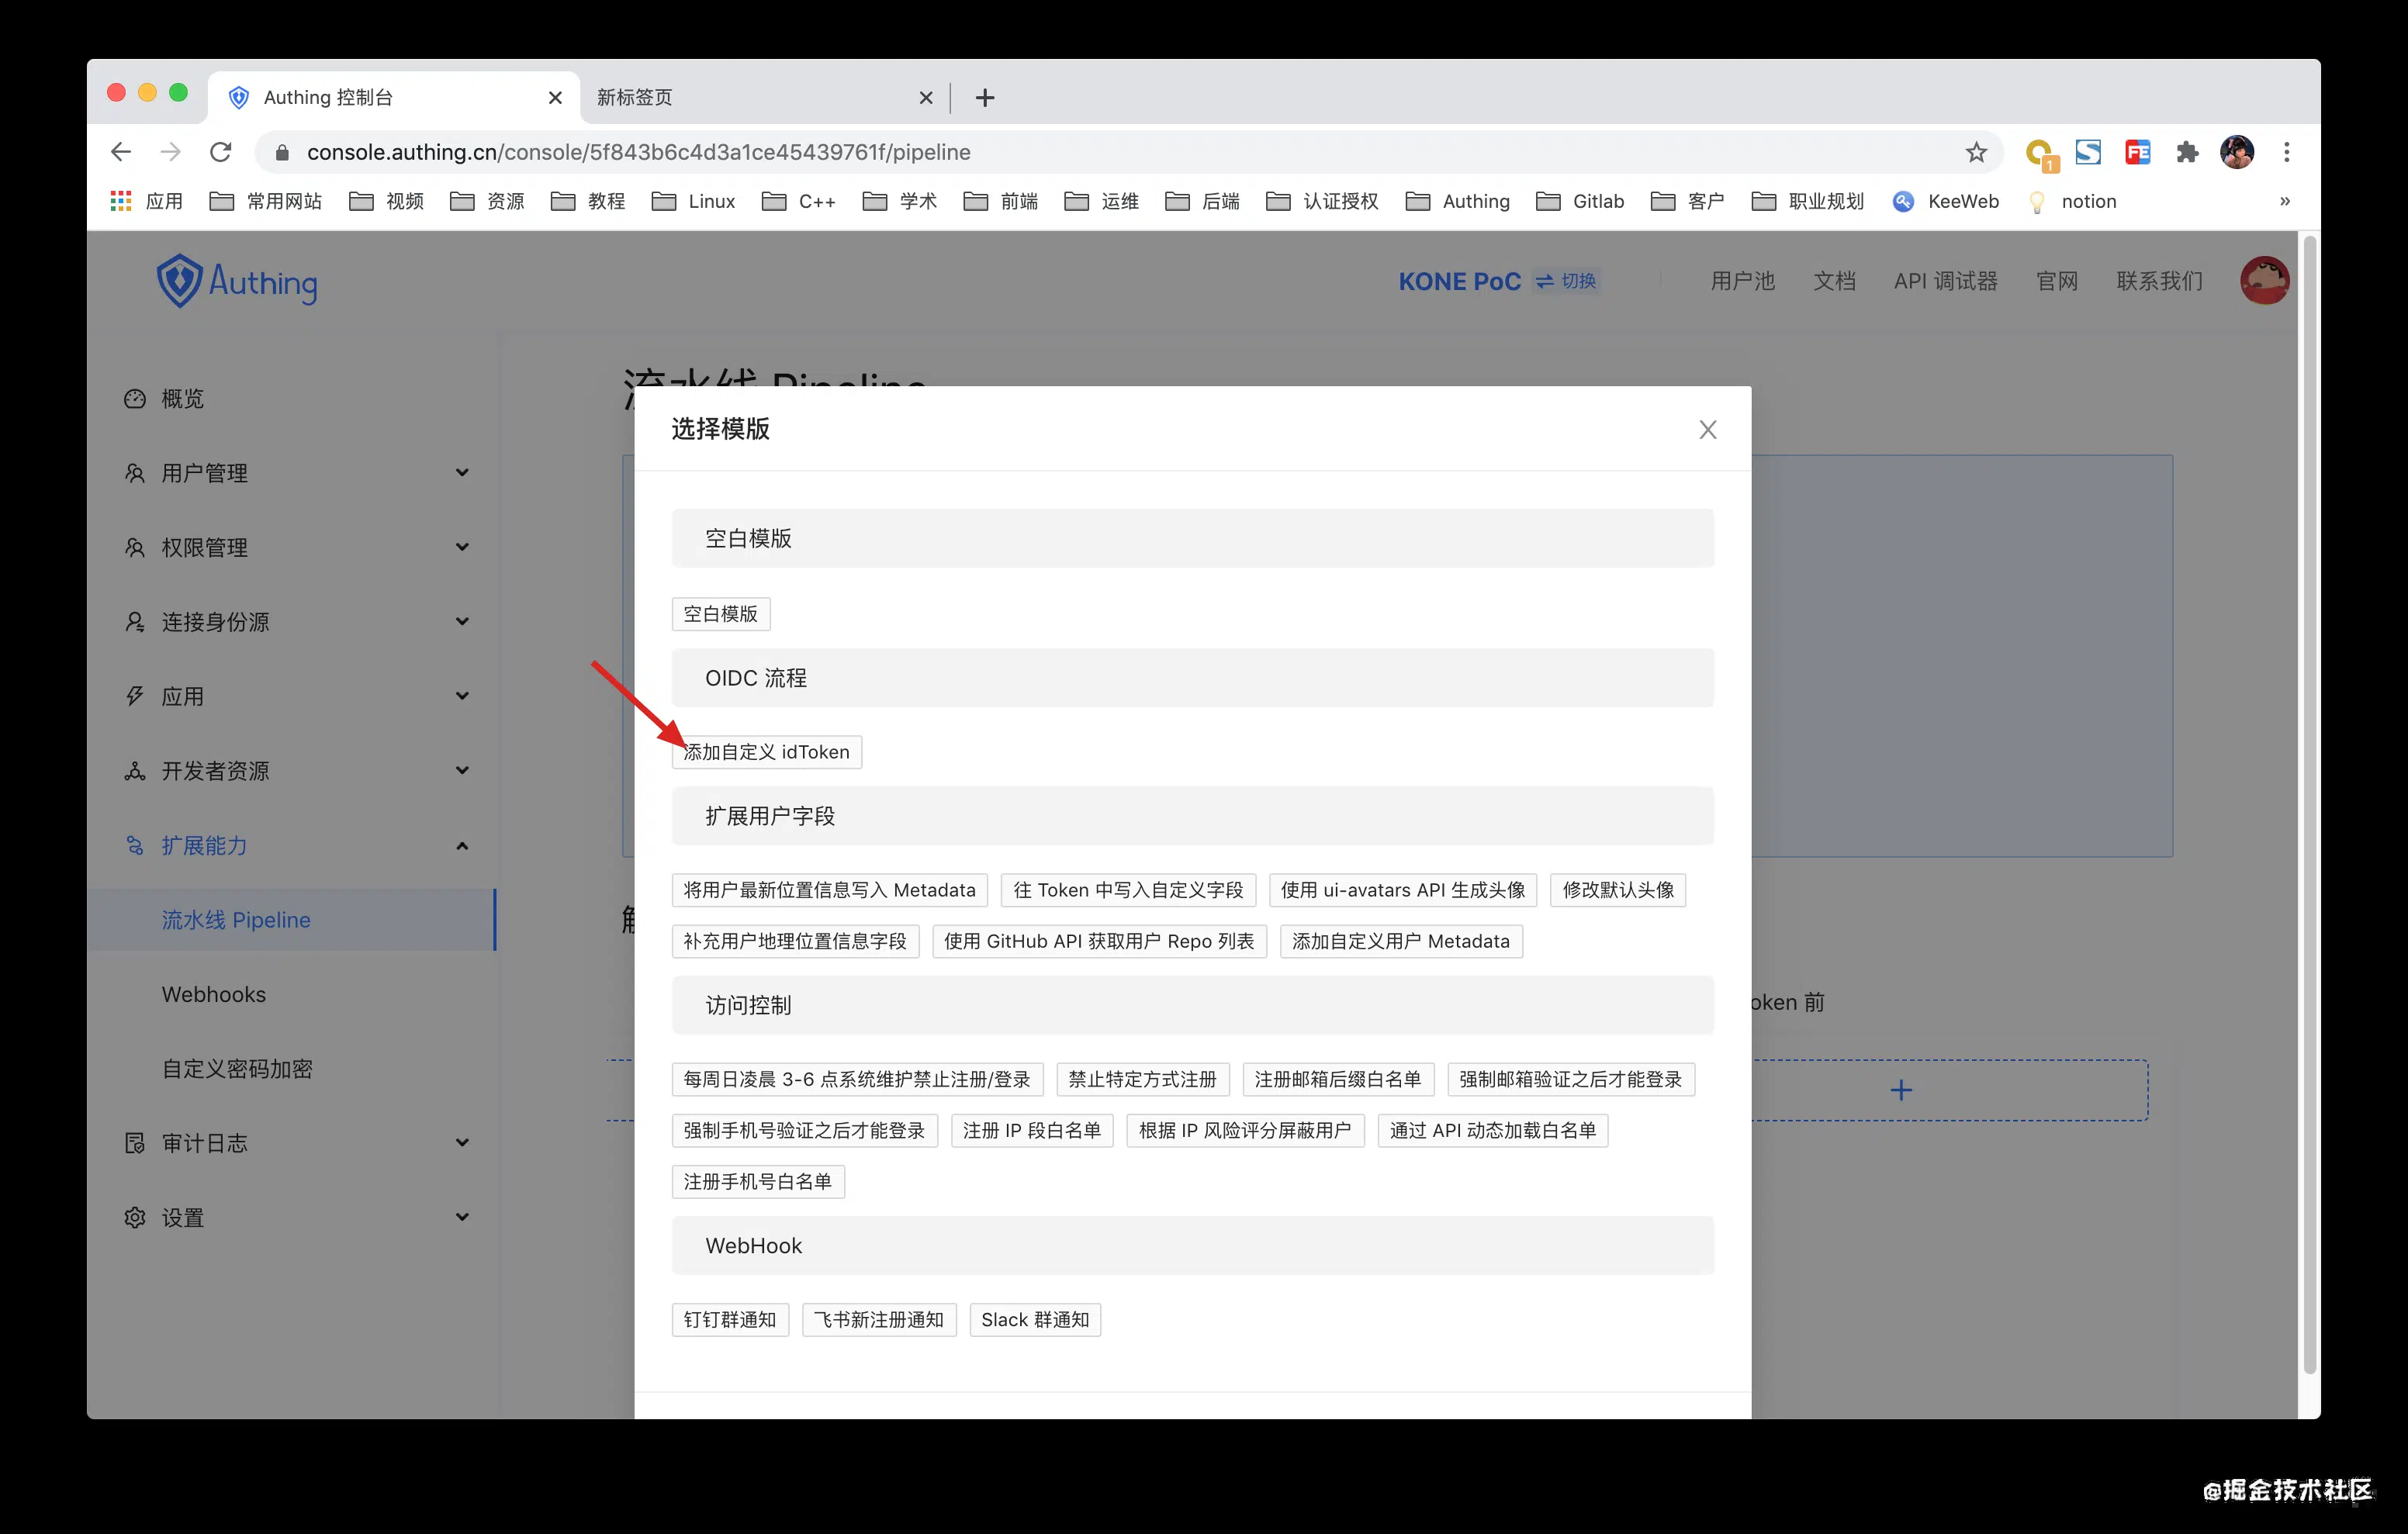 Authing 控制台
新标签页
console.authing.cn/console/5f843b6c4d3a1ce45439761f/pipeline
1
FE
应用 常用网站 视频 资源 教程 Linux C++ 学术 前端 运维 后端 认证授权 Authing Gitlab 客户 职业规划 KeeWeb notion »
Authing
KONE PoC 切换 用户池 文档 API 调试器 官网 联系我们
概览
用户管理
权限管理
连接身份源
应用
开发者资源
扩展能力
流水线 Pipeline
Webhooks
自定义密码加密
审计日志
设置
流水线 Pipeline
选择模版
空白模版
空白模版
OIDC 流程
添加自定义 idToken
扩展用户字段
将用户最新位置信息写入 Metadata 往 Token 中写入自定义字段 使用 ui-avatars API 生成头像 修改默认头像
补充用户地理位置信息字段 使用 GitHub API 获取用户 Repo 列表 添加自定义用户 Metadata
访问控制
每周日凌晨 3-6 点系统维护禁止注册/登录 禁止特定方式注册 注册邮箱后缀白名单 强制邮箱验证之后才能登录
强制手机号验证之后才能登录 注册 IP 段白名单 根据 IP 风险评分屏蔽用户 通过 API 动态加载白名单
注册手机号白名单
WebHook
钉钉群通知 飞书新注册通知 Slack 群通知
oken 前
@掘金技术社区